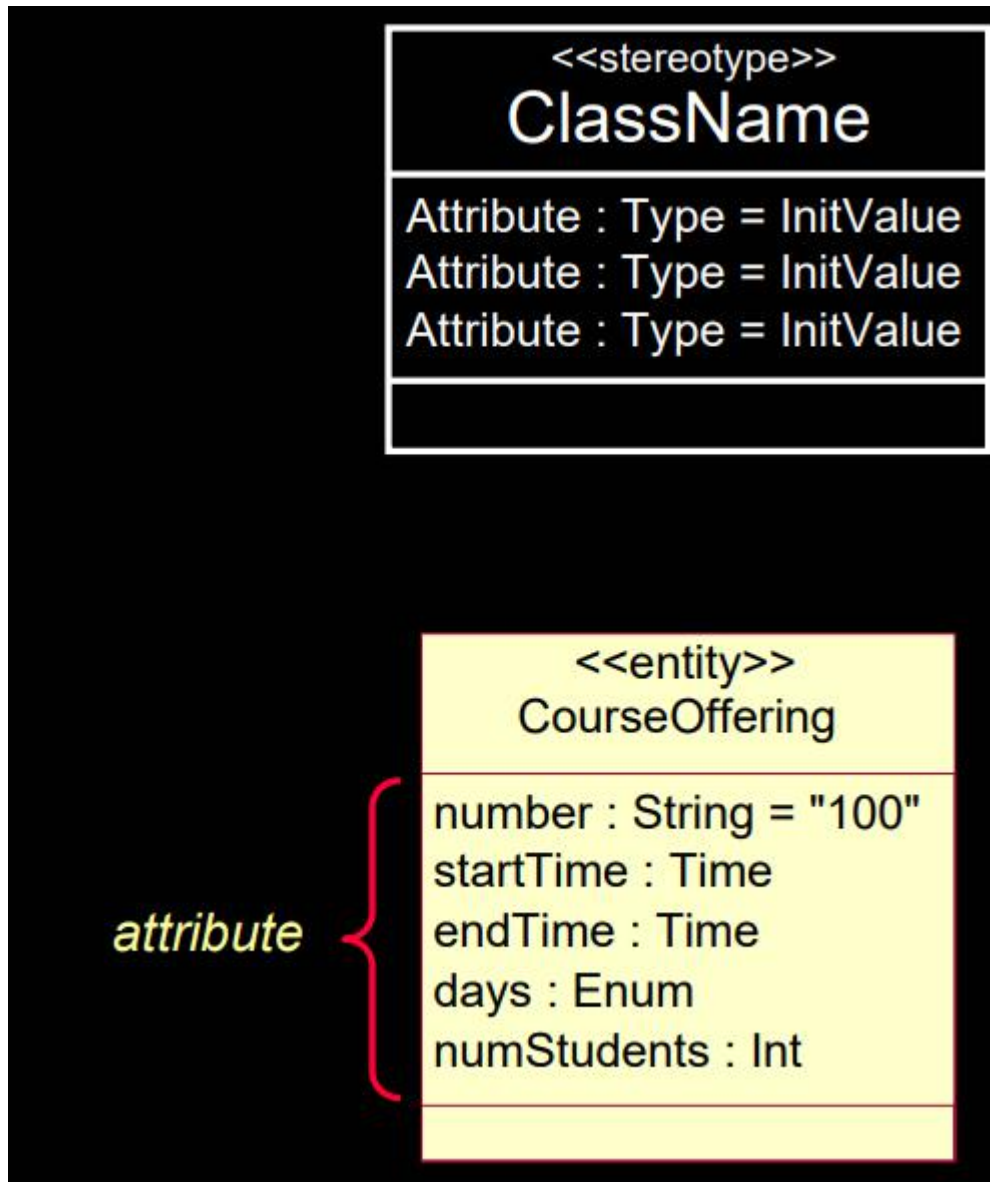 <<stereotype>>
ClassName
Attribute : Type = InitValue
Attribute : Type = InitValue
Attribute : Type = InitValue
<<entity>>
CourseOffering
number : String = "100"
startTime : Time
endTime : Time
days : Enum
numStudents : Int
attribute